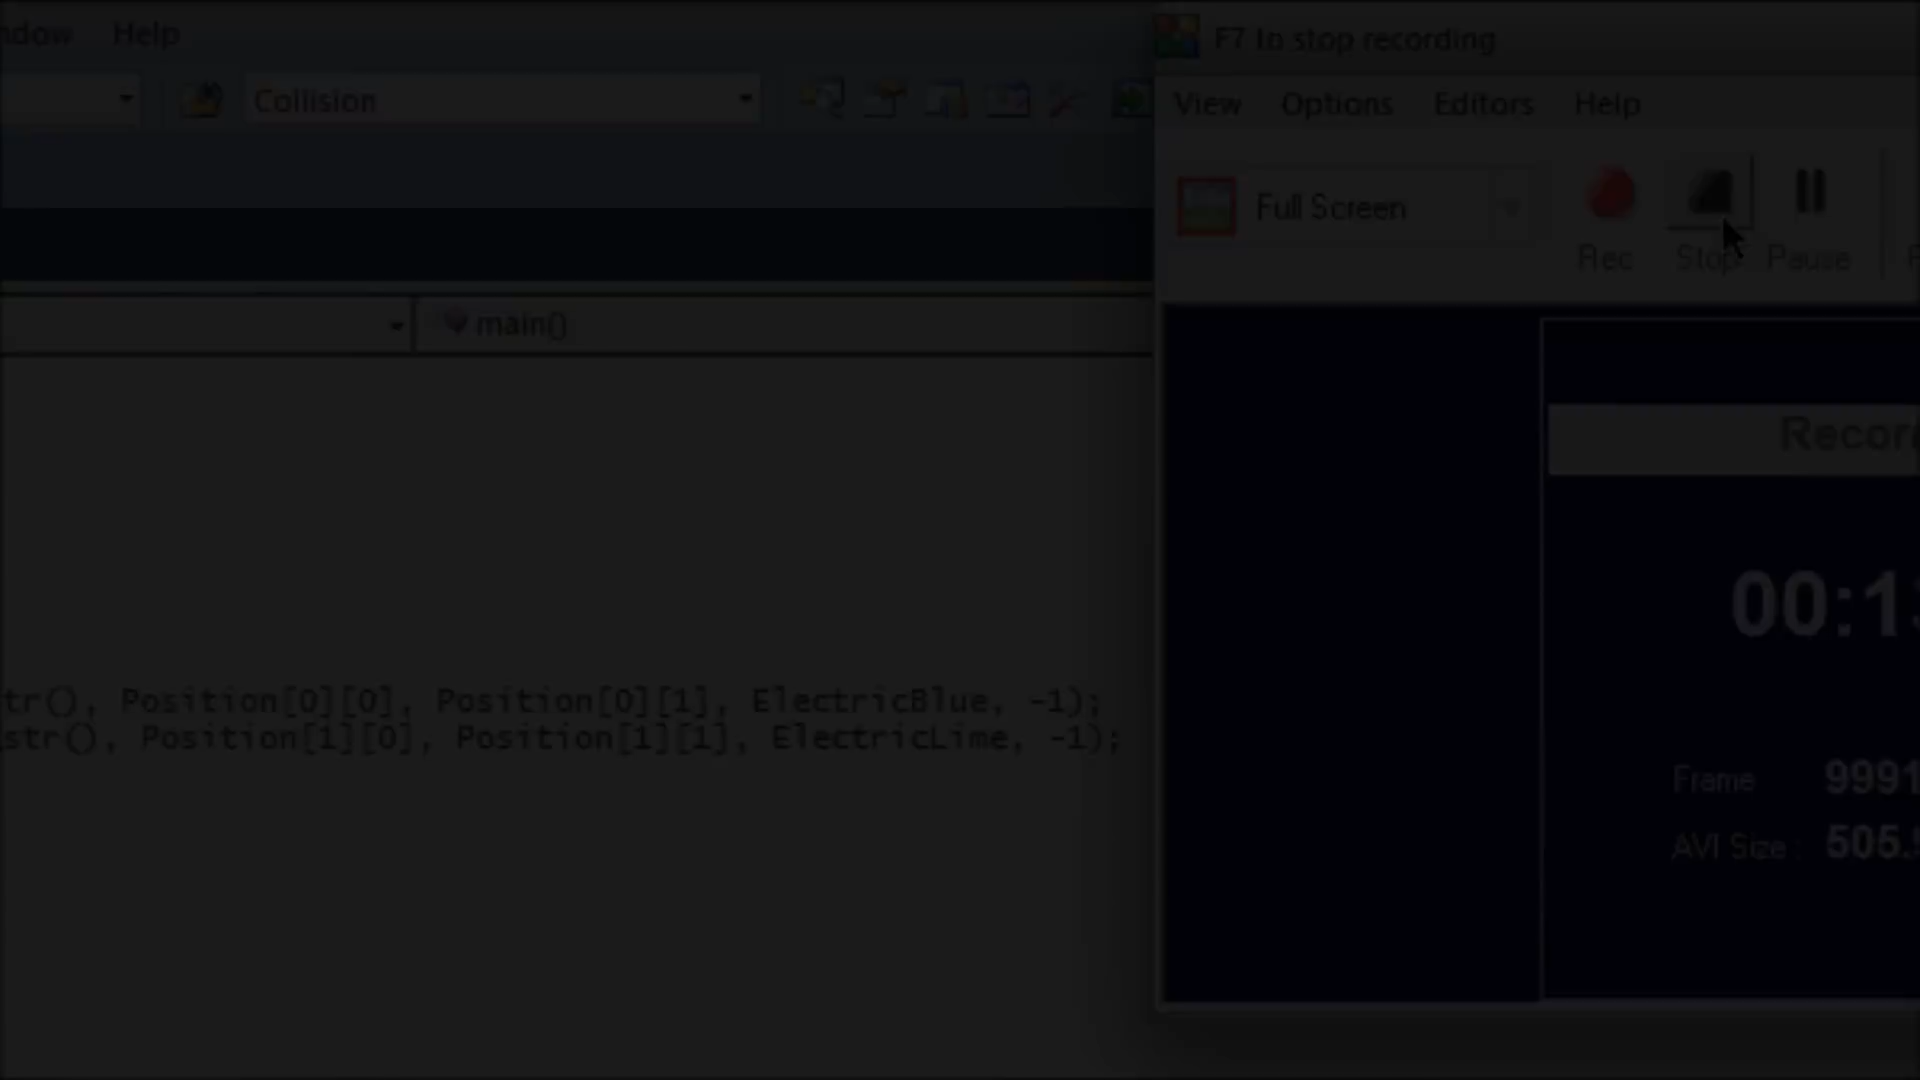 Help
Collision
main()
tr(), Position[0][0], Position[0][1], ElectricBlue, -1);
str(), Position[1][0], Position[1][1], ElectricLime, -1);
F7 to stop recording
View Options Editors Help
Full Screen
Rec Stop Pause
00:1
Frame 9991
AVI Size : 505.